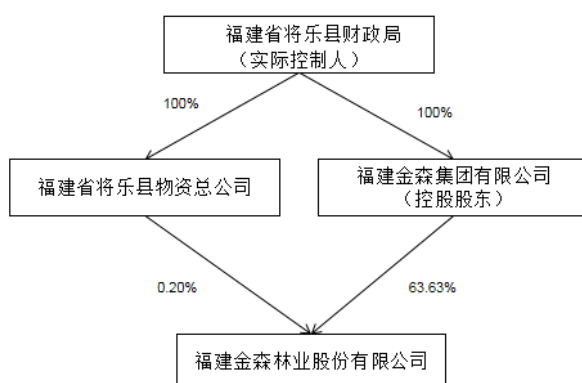 福建省将乐县财政局
（实际控制人）
100%
100%
福建省将乐县物资总公司
福建金森集团有限公司
（控股股东）
0.20%
63.63%
福建金森林业股份有限公司